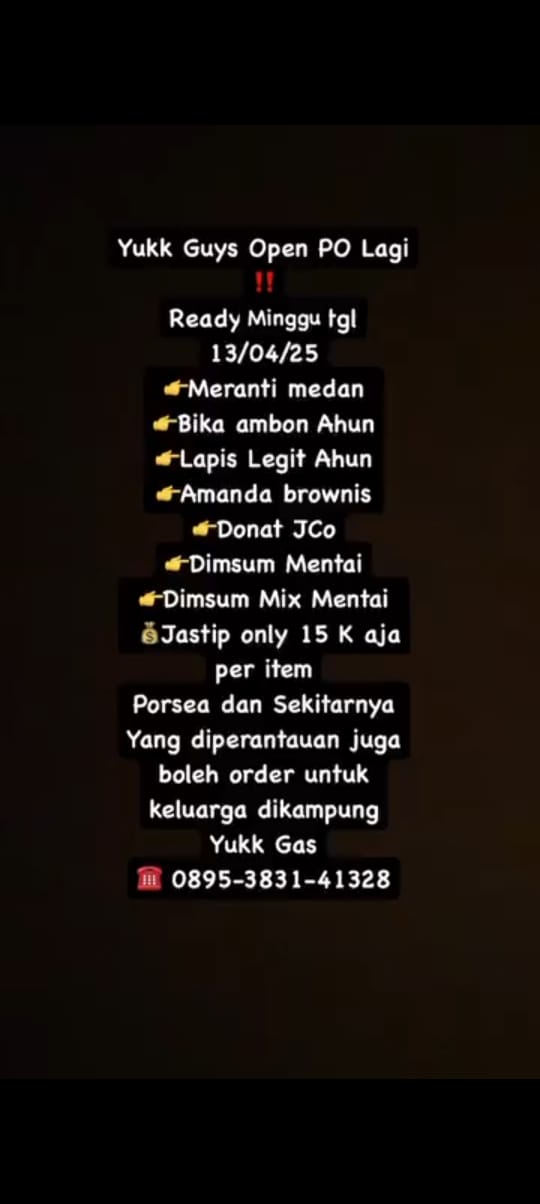 Yukk Guys Open PO Lagi
‼️
Ready Minggu tgl
13/04/25
👉Meranti medan
👉Bika ambon Ahun
👉Lapis Legit Ahun
👉Amanda brownis
👉Donat JCo
👉Dimsum Mentai
👉Dimsum Mix Mentai
💰Jastip only 15 K aja
per item
Porsea dan Sekitarnya
Yang diperantauan juga
boleh order untuk
keluarga dikampung
Yukk Gas
☎️ 0895-3831-41328